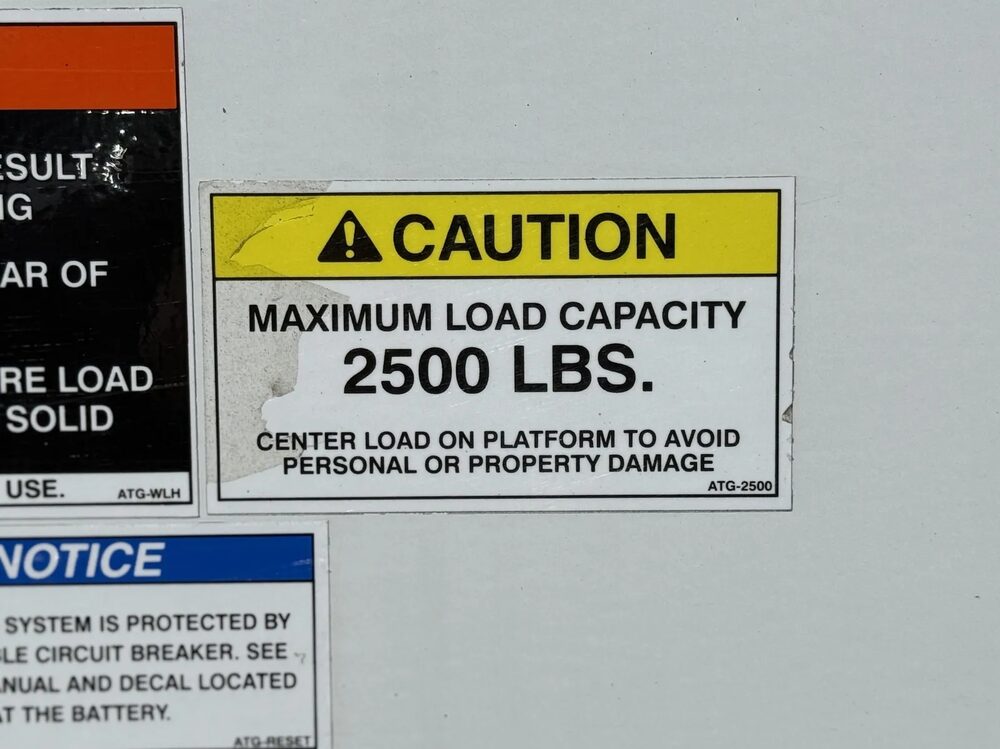 ESULT
NG
AR OF
RE LOAD
SOLID
USE.
ATG-WLH
CAUTION
MAXIMUM LOAD CAPACITY
2500 LBS.
CENTER LOAD ON PLATFORM TO AVOID
PERSONAL OR PROPERTY DAMAGE
ATG-2500
NOTICE
SYSTEM IS PROTECTED BY
LE CIRCUIT BREAKER. SEE
ANUAL AND DECAL LOCATED
AT THE BATTERY.
ATG-RESET